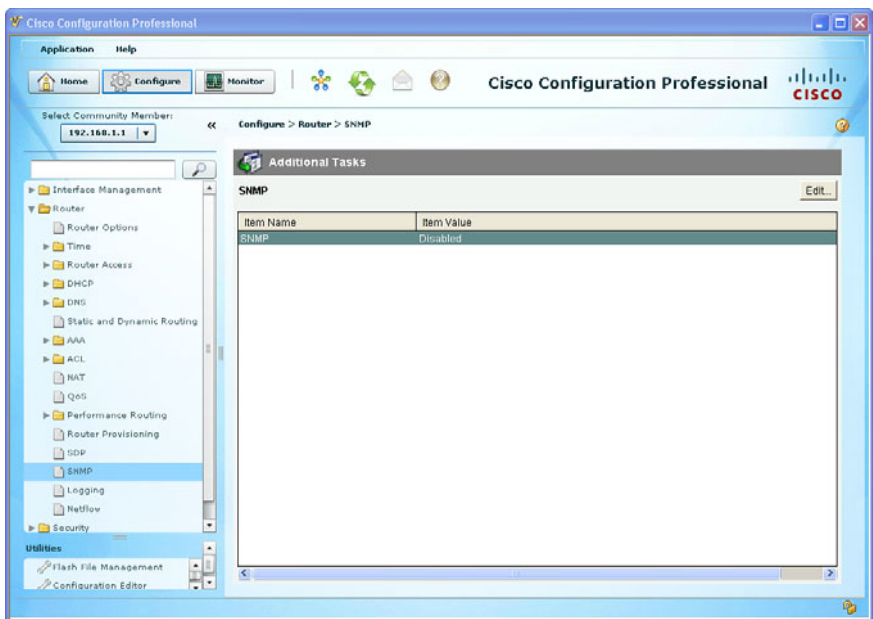 Cisco Configuration Professional
Application Help
Home Configure Monitor
Cisco Configuration Professional
CISCO
Select Community Member:
192.168.1.1
Configure > Router > SNMP
Additional Tasks
SNMP
Edit...
Item Name Item Value
SNMP Disabled
Interface Management
Router
Router Options
Time
Router Access
DHCP
DNS
Static and Dynamic Routing
AAA
ACL
NAT
QoS
Performance Routing
Router Provisioning
SDP
SNMP
Logging
Netflow
Security
Utilities
Flash File Management
Configuration Editor